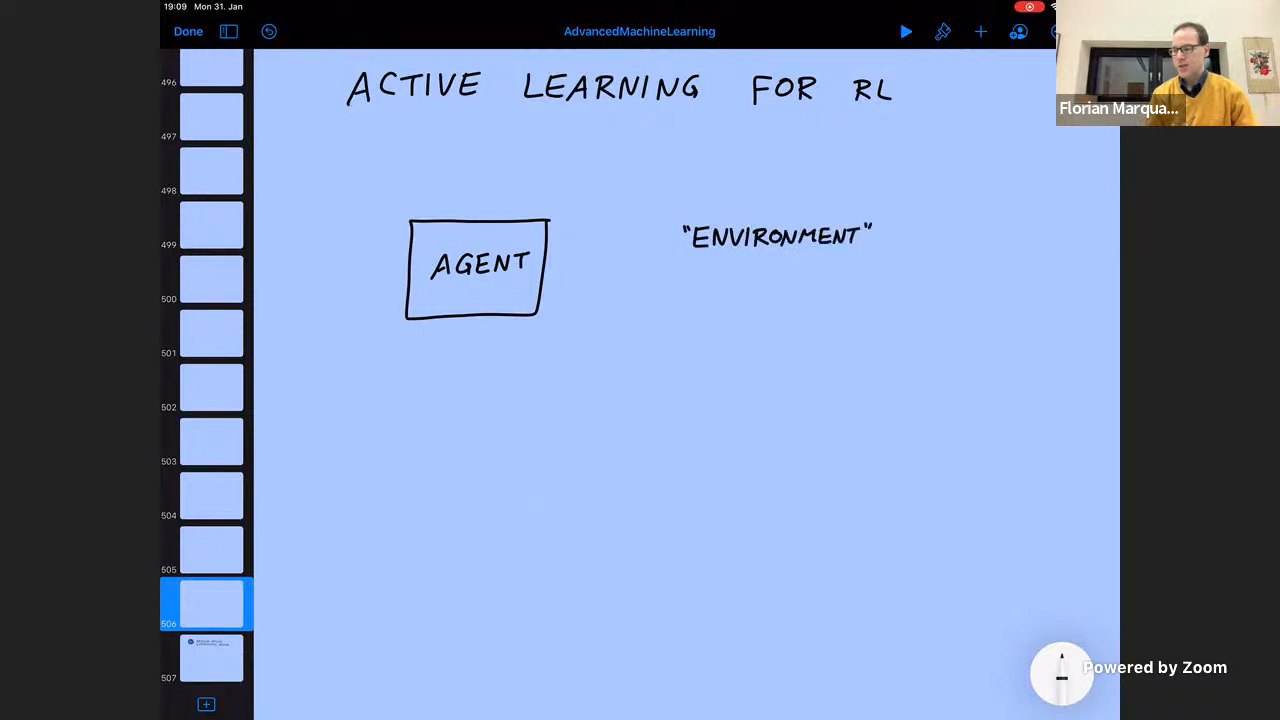 19:09 Mon 31. Jan
Done
AdvancedMachineLearning
ACTIVE LEARNING FOR RL
AGENT
"ENVIRONMENT"
Florian Marqua...
496
497
498
499
500
501
502
503
504
505
506
507
Powered by Zoom